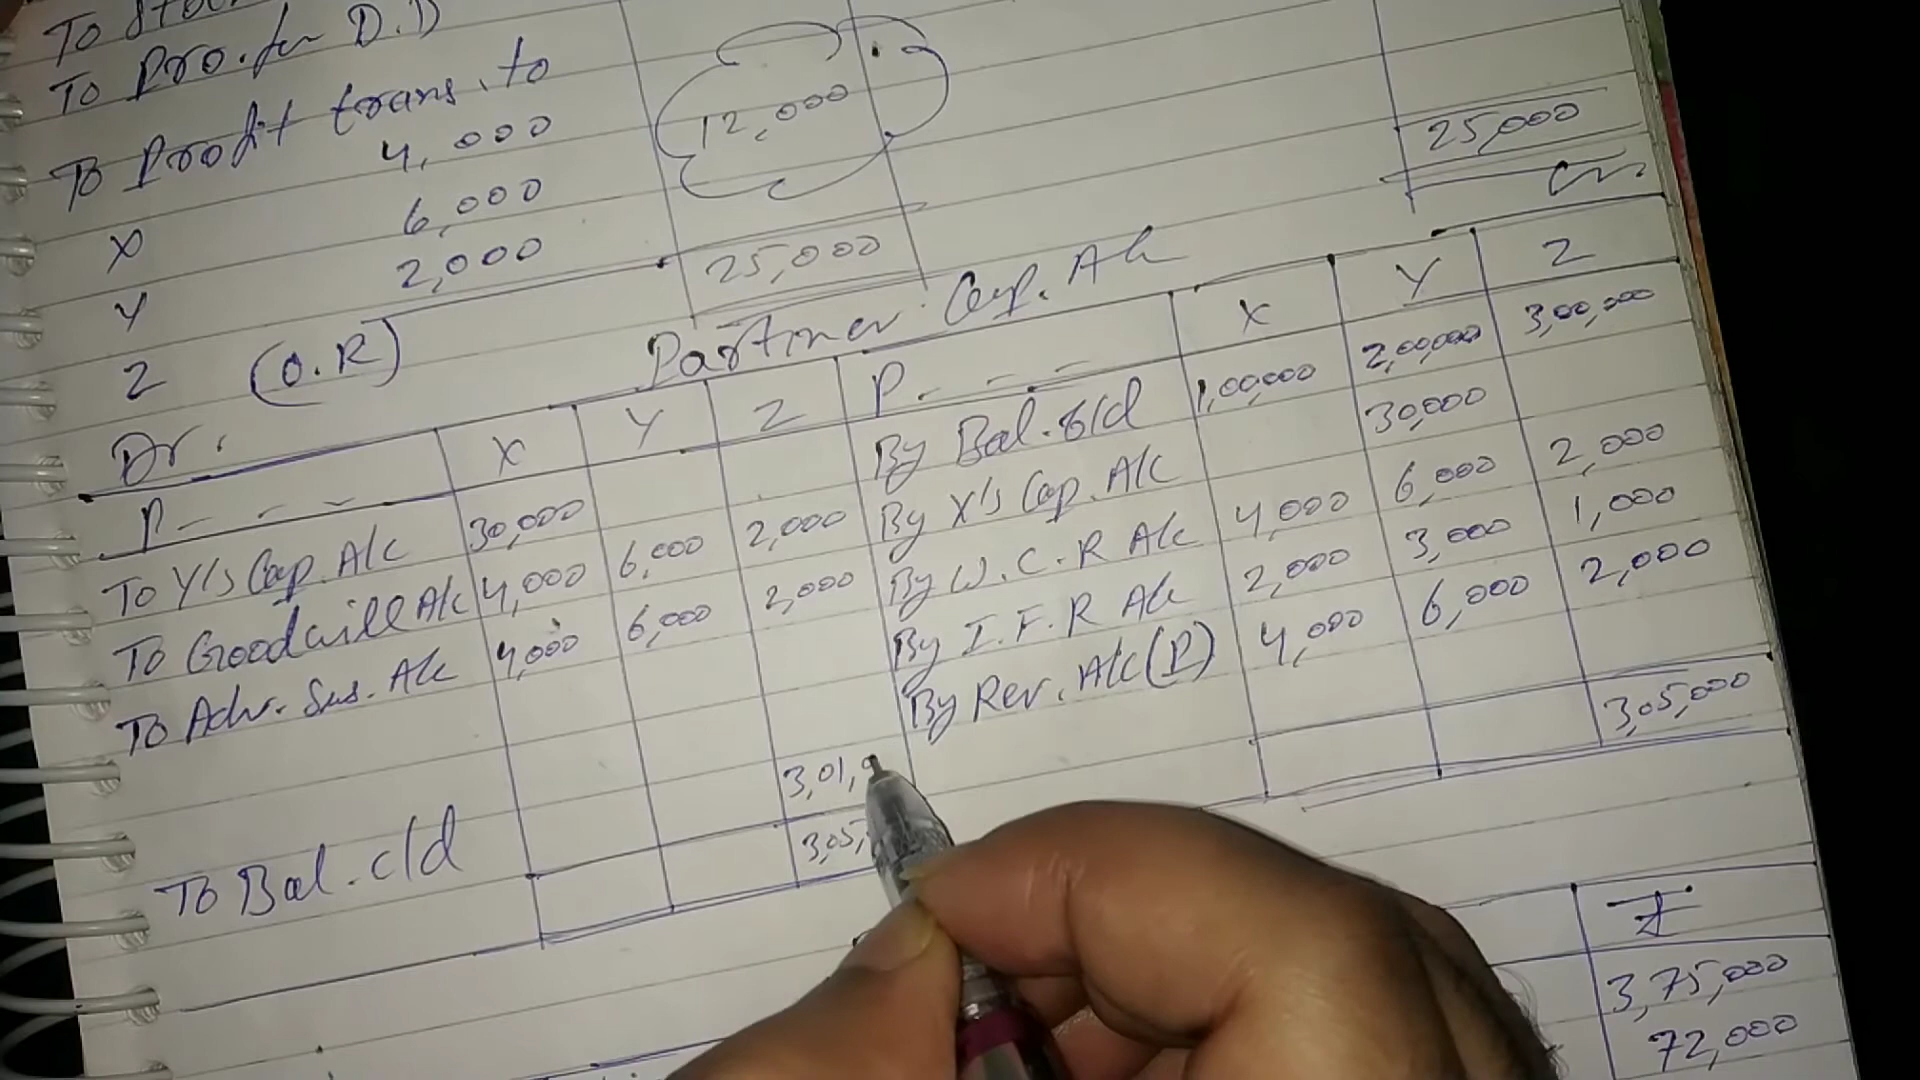 To Stock
To Pro. for D.D
To Profit trans. to
X 4,000
Y 6,000 12,000
Z (O.R) 2,000
25,000 25,000
Partner Cap. A/c
Dr. Cr.
P - - - X Y Z P - - - X Y Z
To Y's Cap. A/c 30,000 By Bal. b/d 1,00,000 2,00,000 3,00,000
To Goodwill A/c 4,000 6,000 2,000 By X's Cap. A/c 30,000
To Adv. Sus. A/c 4,000 6,000 2,000 By W.C.R A/c 4,000 6,000 2,000
By I.F.R A/c 2,000 3,000 1,000
By Rev. A/c (P) 4,000 6,000 2,000
To Bal. c/d 3,01,
3,05, 3,05,000
₹
3,75,000
72,000